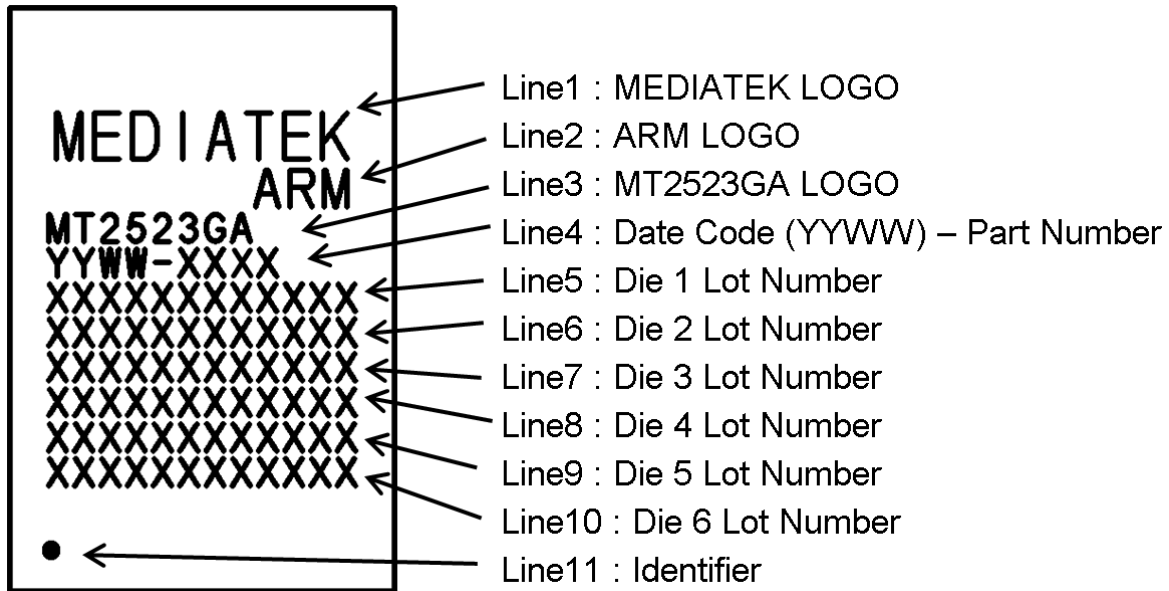 MEDIATEK
ARM
MT2523GA
YYWW-XXXX
XXXXXXXXXXXX
XXXXXXXXXXXX
XXXXXXXXXXXX
XXXXXXXXXXXX
XXXXXXXXXXXX
XXXXXXXXXXXX
Line1 : MEDIATEK LOGO
Line2 : ARM LOGO
Line3 : MT2523GA LOGO
Line4 : Date Code (YYWW) – Part Number
Line5 : Die 1 Lot Number
Line6 : Die 2 Lot Number
Line7 : Die 3 Lot Number
Line8 : Die 4 Lot Number
Line9 : Die 5 Lot Number
Line10 : Die 6 Lot Number
Line11 : Identifier